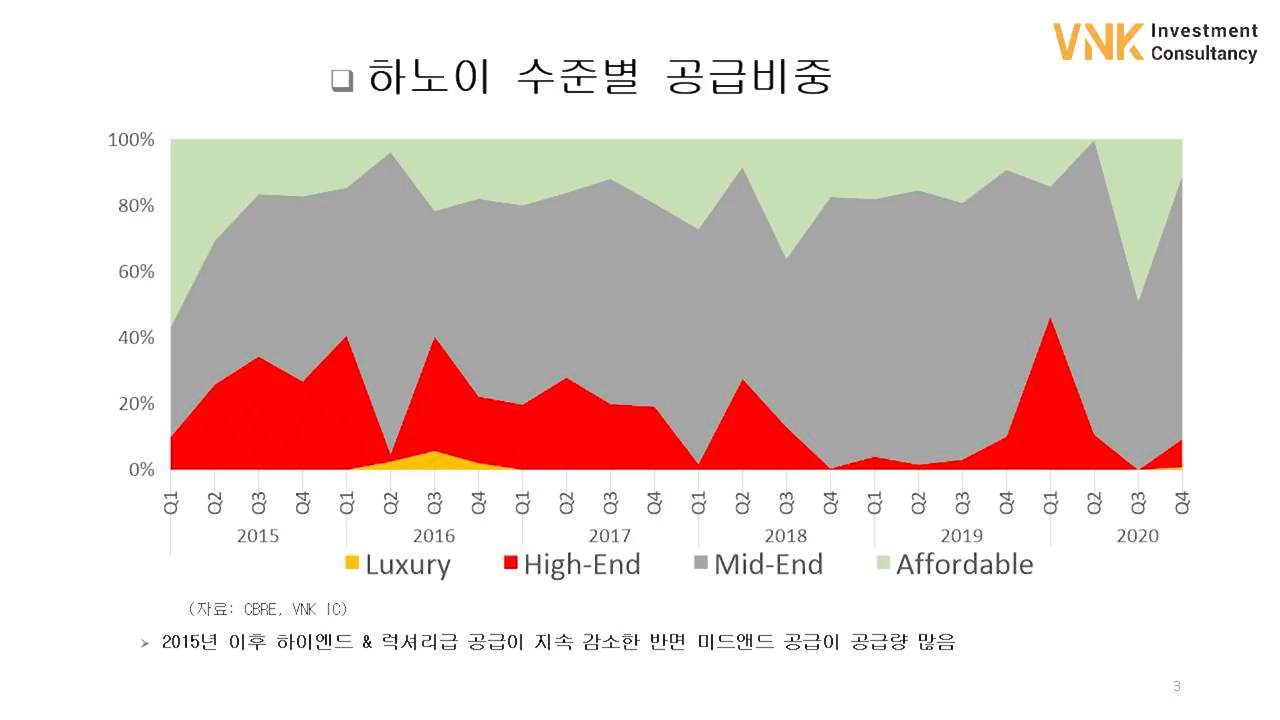 VNK Investment
Consultancy
❑ 하노이 수준별 공급비중
100%
80%
60%
40%
20%
0%
Q1 Q2 Q3 Q4 Q1 Q2 Q3 Q4 Q1 Q2 Q3 Q4 Q1 Q2 Q3 Q4 Q1 Q2 Q3 Q4 Q1 Q2 Q3 Q4
2015 2016 2017 2018 2019 2020
Luxury High-End Mid-End Affordable
(자료: CBRE, VNK IC)
➢ 2015년 이후 하이엔드 & 럭셔리급 공급이 지속 감소한 반면 미드앤드 공급이 공급량 많음
3